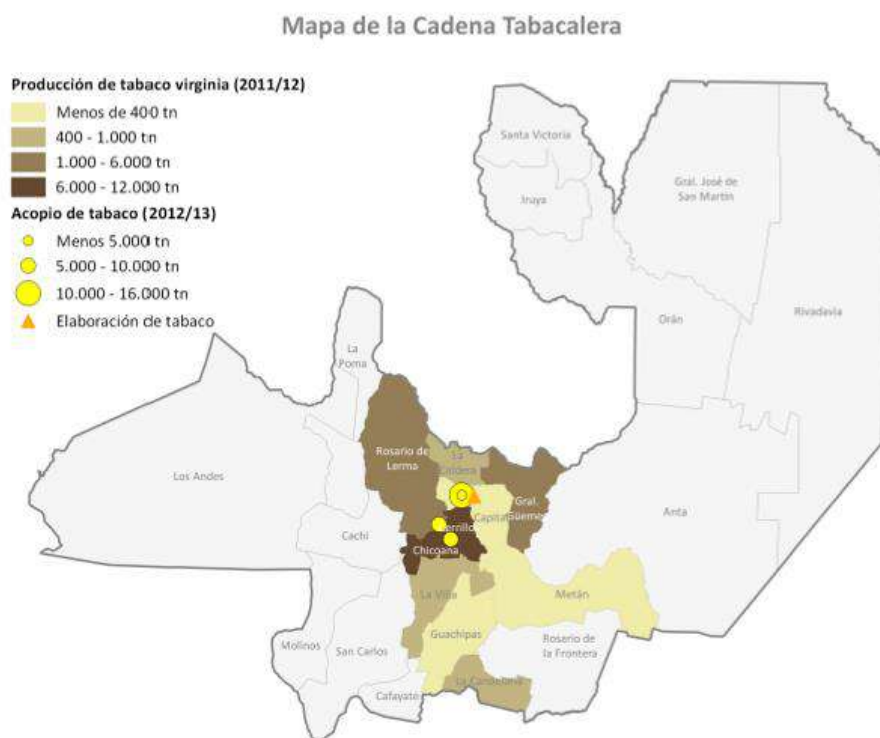 Mapa de la Cadena Tabacalera
Producción de tabaco virginia (2011/12)
Menos de 400 tn
400 - 1.000 tn
1.000 - 6.000 tn
6.000 - 12.000 tn
Acopio de tabaco (2012/13)
Menos 5.000 tn
5.000 - 10.000 tn
10.000 - 16.000 tn
Elaboración de tabaco
Santa Victoria
Iruya
Gral. José de
San Martin
Orán
Rivadavia
La
Poma
Rosario de
Lerma
La
Caldera
Los Andes
Gral.
Güemes
Capital
Anta
Cachi
Cerrillos
Chicoana
La Viña
Metán
Guachipas
Rosario de
la Frontera
Molinos
San Carlos
La Candelaria
Cafayate